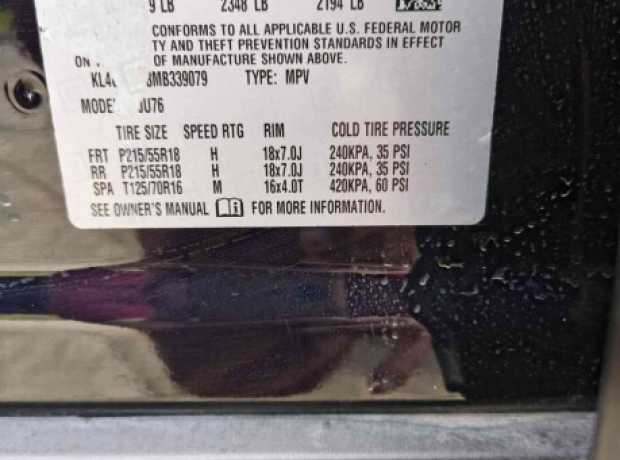 9 LB 2348 LB 2194 LB
CONFORMS TO ALL APPLICABLE U.S. FEDERAL MOTOR
TY AND THEFT PREVENTION STANDARDS IN EFFECT
ON OF MANUFACTURE SHOWN ABOVE.
MB339079 TYPE: MPV
MODE U76
TIRE SIZE SPEED RTG RIM COLD TIRE PRESSURE
FRT P215/55R18 H 18x7.0J 240KPA, 35 PSI
RR P215/55R18 H 18x7.0J 240KPA, 35 PSI
SPA T125/70R16 M 16x4.0T 420KPA, 60 PSI
SEE OWNER'S MANUAL FOR MORE INFORMATION.